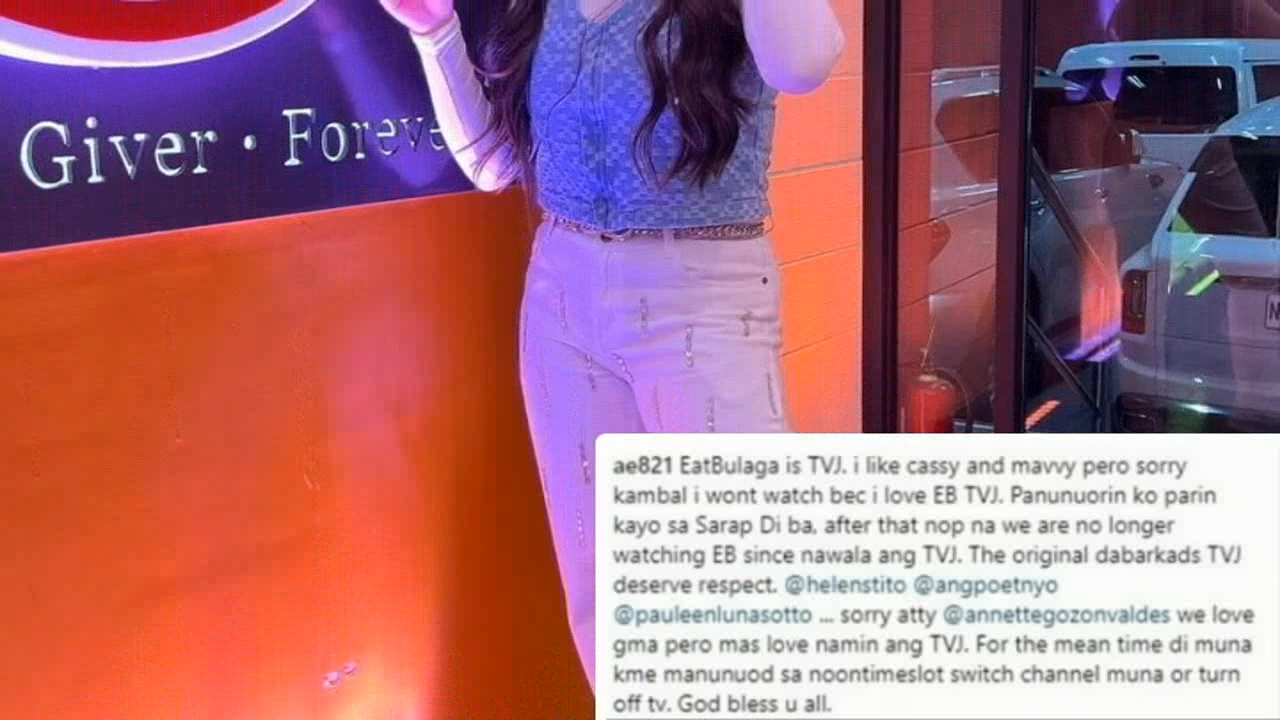 Giver · Foreve
ae821 EatBulaga is TVJ. i like cassy and mavvy pero sorry
kambal i wont watch bec i love EB TVJ. Panunuorin ko parin
kayo sa Sarap Di ba, after that nop na we are no longer
watching EB since nawala ang TVJ. The original dabarkads TVJ
deserve respect. @helenstito @angpoetnyo
@pauleenlunasotto ... sorry atty @annettegozonvaldes we love
gma pero mas love namin ang TVJ. For the mean time di muna
kme manunuod sa noontimeslot switch channel muna or turn
off tv. God bless u all.